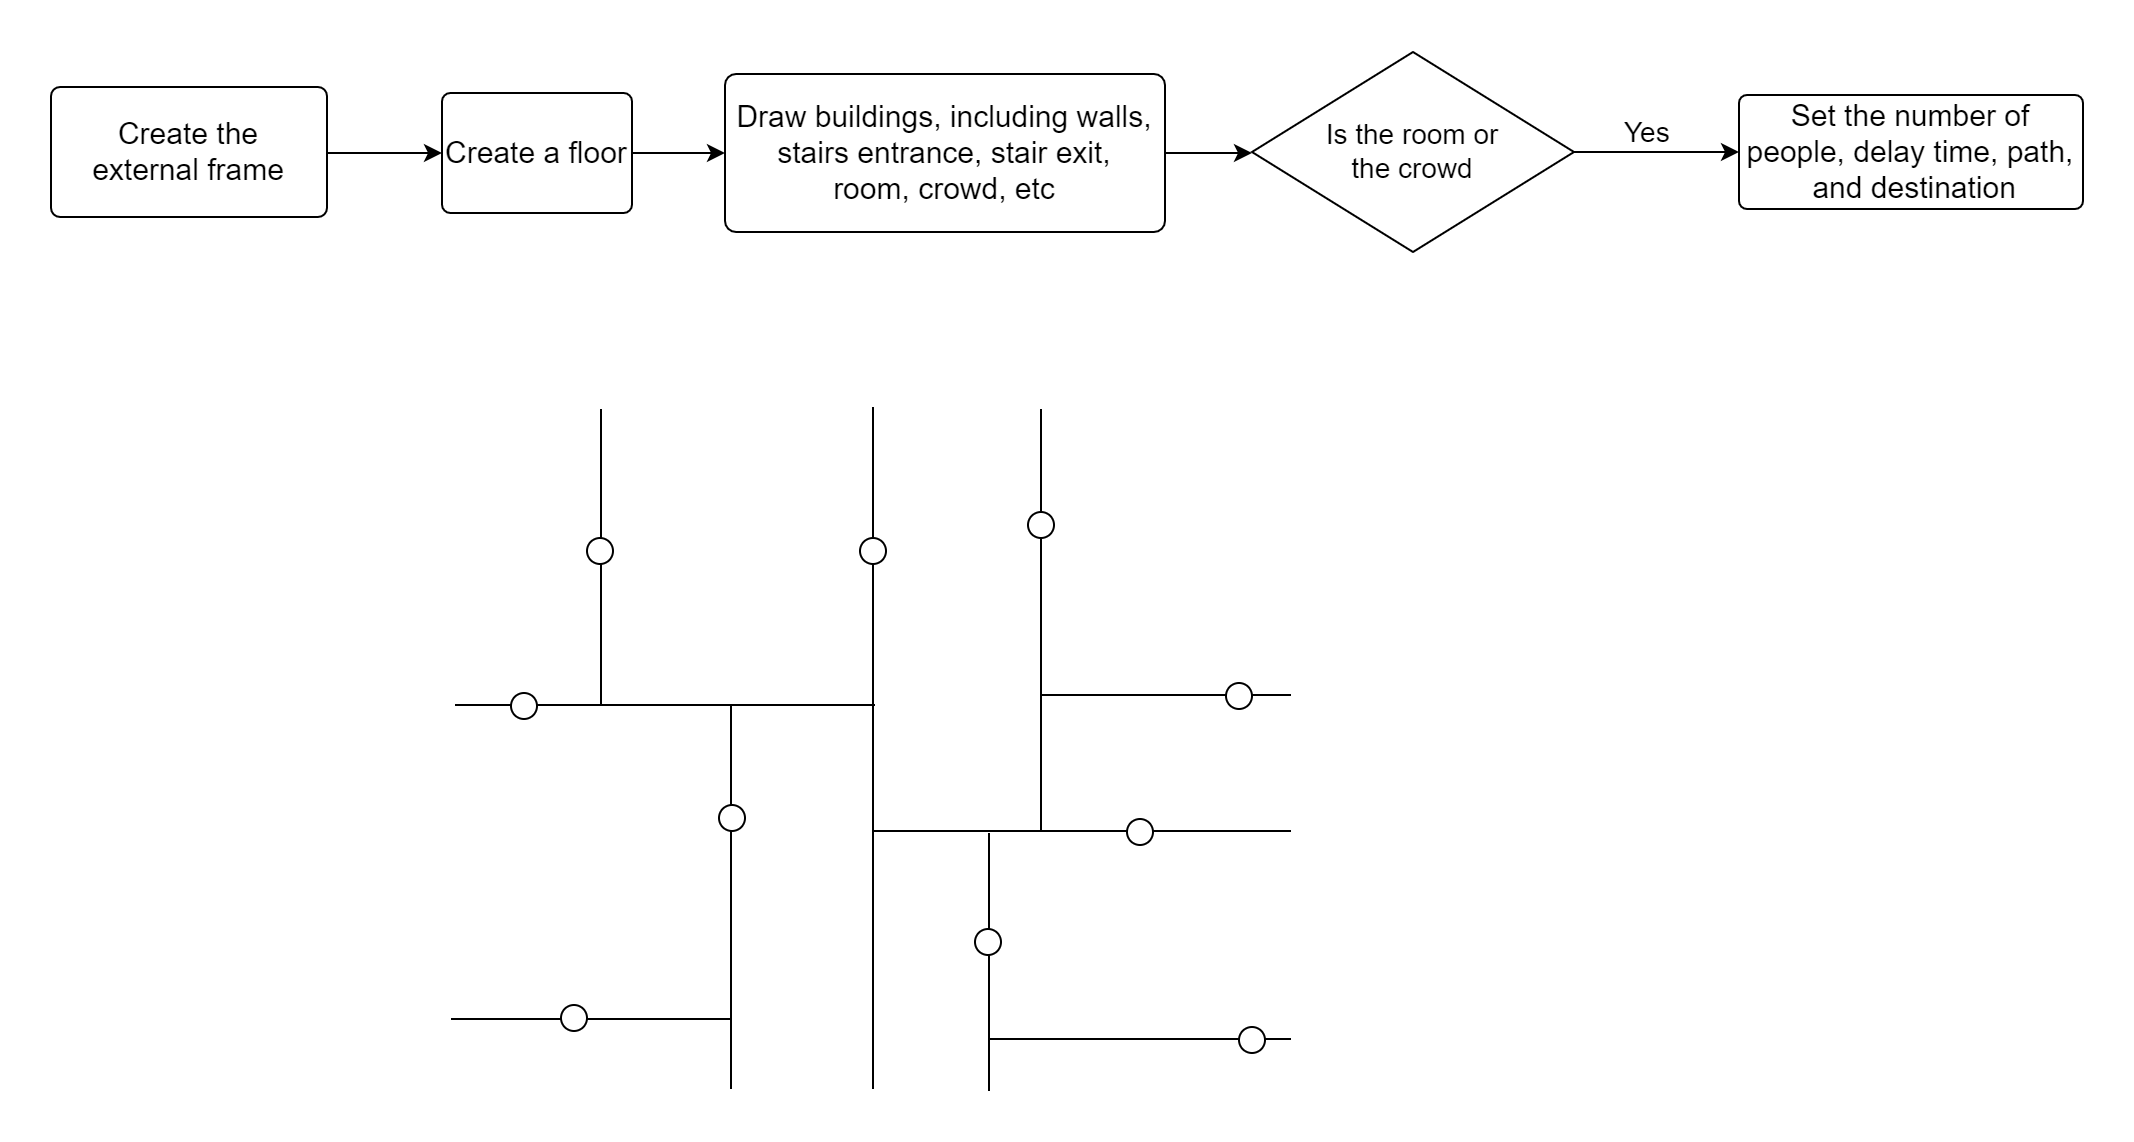 Create the
external frame
Create a floor
Draw buildings, including walls,
stairs entrance, stair exit,
room, crowd, etc
Is the room or
the crowd
Yes
Set the number of
people, delay time, path,
and destination